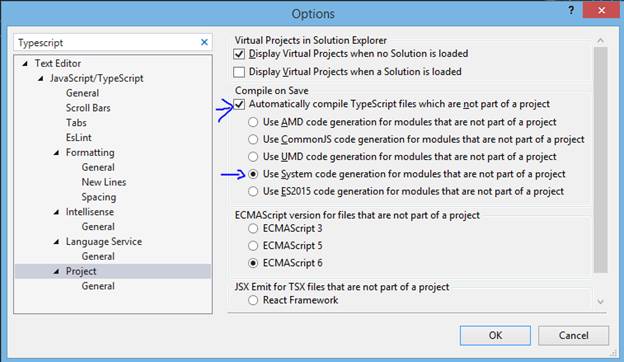 Options
?
Typescript
Text Editor
JavaScript/TypeScript
General
Scroll Bars
Tabs
EsLint
Formatting
General
New Lines
Spacing
Intellisense
General
Language Service
General
Project
General
Virtual Projects in Solution Explorer
Display Virtual Projects when no Solution is loaded
Display Virtual Projects when a Solution is loaded
Compile on Save
Automatically compile TypeScript files which are not part of a project
Use AMD code generation for modules that are not part of a project
Use CommonJS code generation for modules that are not part of a project
Use UMD code generation for modules that are not part of a project
Use System code generation for modules that are not part of a project
Use ES2015 code generation for modules that are not part of a project
ECMAScript version for files that are not part of a project
ECMAScript 3
ECMAScript 5
ECMAScript 6
JSX Emit for TSX files that are not part of a project
React Framework
OK
Cancel